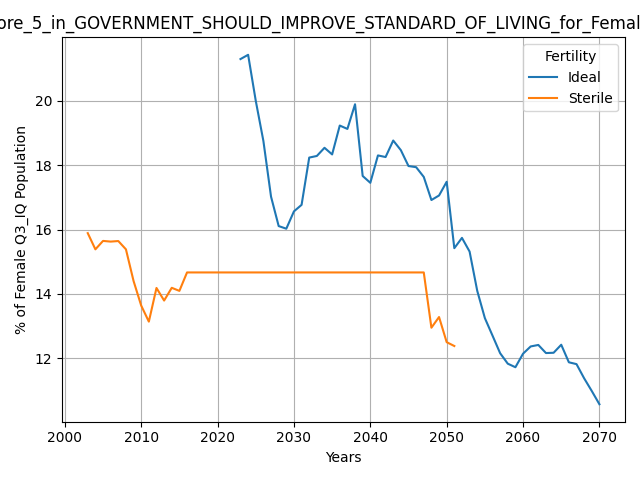 ore_5_in_GOVERNMENT_SHOULD_IMPROVE_STANDARD_OF_LIVING_for_Femal
Fertility
Ideal
Sterile
% of Female Q3_IQ Population
20
18
16
14
12
2000 2010 2020 2030 2040 2050 2060 2070
Years